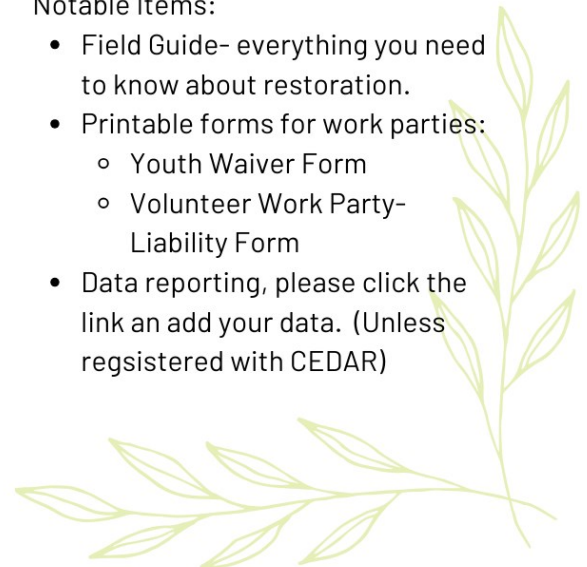 Notable Items:
• Field Guide- everything you need
to know about restoration.
• Printable forms for work parties:
◦ Youth Waiver Form
◦ Volunteer Work Party-
Liability Form
• Data reporting, please click the
link an add your data. (Unless
regsistered with CEDAR)